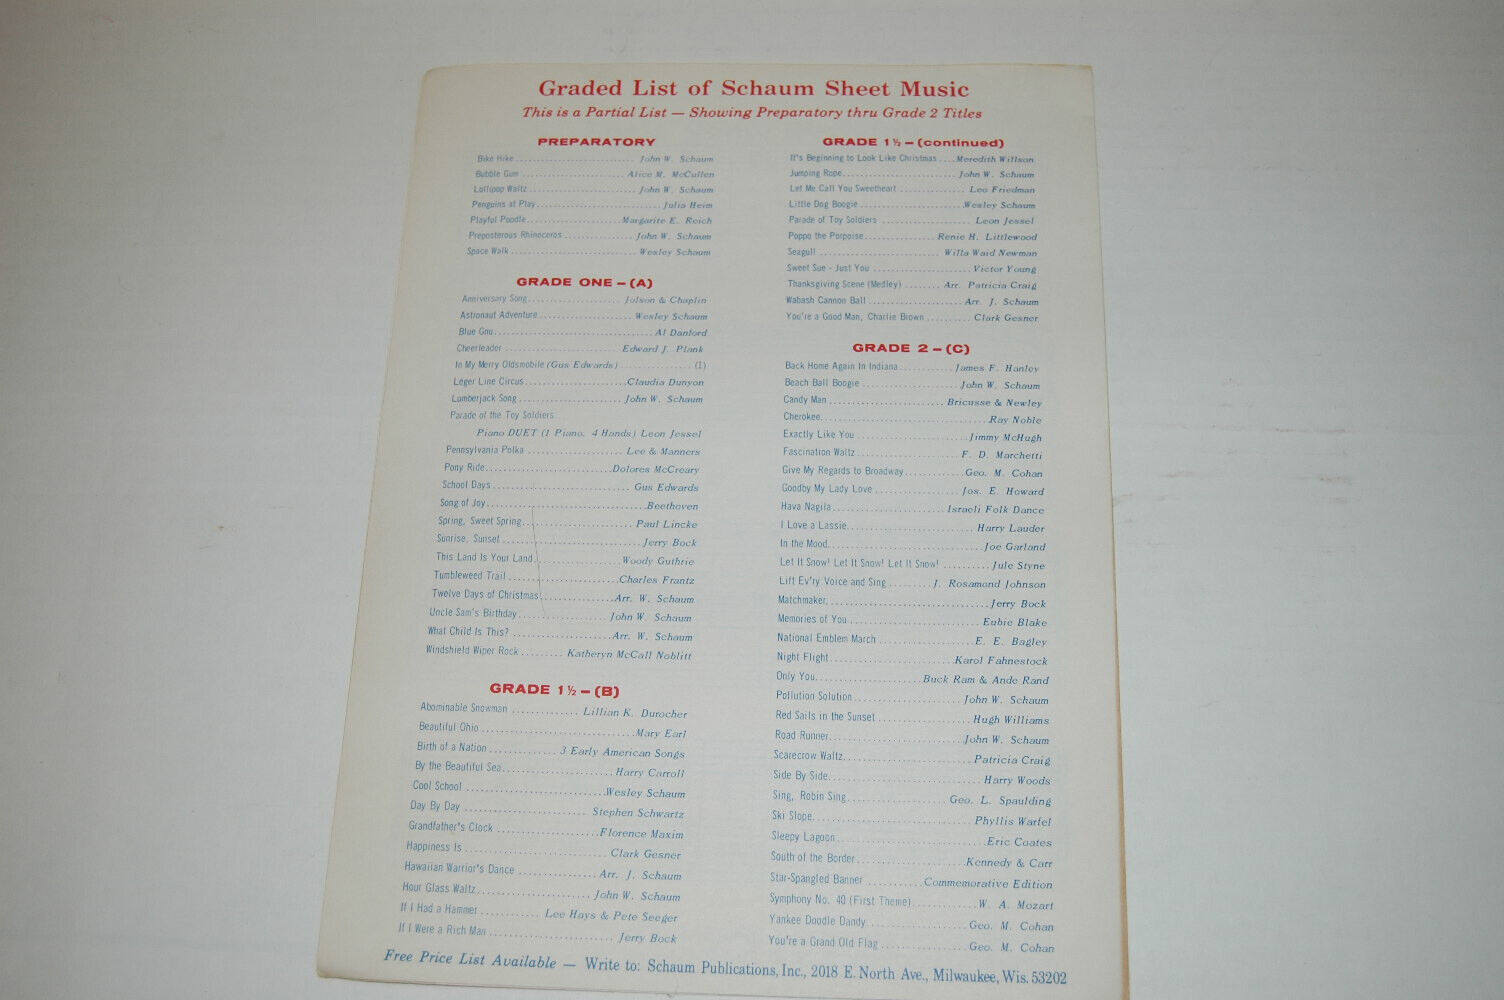 Graded List of Schaum Sheet Music
This is a Partial List — Showing Preparatory thru Grade 2 Titles
PREPARATORY
Bike Hike ........ John W. Schaum
Bubble Gum ........ Alice M. McCullen
Lollipop Waltz ........ John W. Schaum
Penguins at Play ........ Julia Heim
Playful Poodle ........ Margarite E. Reich
Preposterous Rhinoceros ........ John W. Schaum
Space Walk ........ Wesley Schaum
GRADE ONE – (A)
Anniversary Song ........ Jolson & Chaplin
Astronaut Adventure ........ Wesley Schaum
Blue Gnu ........ Al Danford
Cheerleader ........ Edward J. Plank
In My Merry Oldsmobile (Gus Edwards) ........ (1)
Leger Line Circus ........ Claudia Dunyon
Lumberjack Song ........ John W. Schaum
Parade of the Toy Soldiers
Piano DUET (1 Piano, 4 Hands) Leon Jessel
Pennsylvania Polka ........ Lee & Manners
Pony Ride ........ Dolores McCreary
School Days ........ Gus Edwards
Song of Joy ........ Beethoven
Spring, Sweet Spring ........ Paul Lincke
Sunrise, Sunset ........ Jerry Bock
This Land Is Your Land ........ Woody Guthrie
Tumbleweed Trail ........ Charles Frantz
Twelve Days of Christmas ........ Arr. W. Schaum
Uncle Sam's Birthday ........ John W. Schaum
What Child Is This? ........ Arr. W. Schaum
Windshield Wiper Rock ........ Katheryn McCall Noblitt
GRADE 1 ½ – (B)
Abominable Snowman ........ Lillian K. Durocher
Beautiful Ohio ........ Mary Earl
Birth of a Nation ........ 3 Early American Songs
By the Beautiful Sea ........ Harry Carroll
Cool School ........ Wesley Schaum
Day By Day ........ Stephen Schwartz
Grandfather's Clock ........ Florence Maxim
Happiness Is ........ Clark Gesner
Hawaiian Warrior's Dance ........ Arr. J. Schaum
Hour Glass Waltz ........ John W. Schaum
If I Had a Hammer ........ Lee Hays & Pete Seeger
If I Were a Rich Man ........ Jerry Bock
GRADE 1 ½ – (continued)
It's Beginning to Look Like Christmas .... Meredith Willson
Jumping Rope ........ John W. Schaum
Let Me Call You Sweetheart ........ Leo Friedman
Little Dog Boogie ........ Wesley Schaum
Parade of Toy Soldiers ........ Leon Jessel
Poppo the Porpoise ........ Renie H. Littlewood
Seagull ........ Willa Waid Newman
Sweet Sue - Just You ........ Victor Young
Thanksgiving Scene (Medley) ........ Arr. Patricia Craig
Wabash Cannon Ball ........ Arr. J. Schaum
You're a Good Man, Charlie Brown ........ Clark Gesner
GRADE 2 – (C)
Back Home Again In Indiana ........ James F. Hanley
Beach Ball Boogie ........ John W. Schaum
Candy Man ........ Bricusse & Newley
Cherokee ........ Ray Noble
Exactly Like You ........ Jimmy McHugh
Fascination Waltz ........ F. D. Marchetti
Give My Regards to Broadway ........ Geo. M. Cohan
Goodby My Lady Love ........ Jos. E. Howard
Hava Nagila ........ Israeli Folk Dance
I Love a Lassie ........ Harry Lauder
In the Mood ........ Joe Garland
Let It Snow! Let It Snow! Let It Snow! ........ Jule Styne
Lift Ev'ry Voice and Sing ........ J. Rosamond Johnson
Matchmaker ........ Jerry Bock
Memories of You ........ Eubie Blake
National Emblem March ........ E. E. Bagley
Night Flight ........ Karol Fahnestock
Only You ........ Buck Ram & Ande Rand
Pollution Solution ........ John W. Schaum
Red Sails in the Sunset ........ Hugh Williams
Road Runner ........ John W. Schaum
Scarecrow Waltz ........ Patricia Craig
Side By Side ........ Harry Woods
Sing, Robin Sing ........ Geo. L. Spaulding
Ski Slope ........ Phyllis Warfel
Sleepy Lagoon ........ Eric Coates
South of the Border ........ Kennedy & Carr
Star-Spangled Banner ........ Commemorative Edition
Symphony No. 40 (First Theme) ........ W. A. Mozart
Yankee Doodle Dandy ........ Geo. M. Cohan
You're a Grand Old Flag ........ Geo. M. Cohan
Free Price List Available — Write to: Schaum Publications, Inc., 2018 E. North Ave., Milwaukee, Wis. 53202